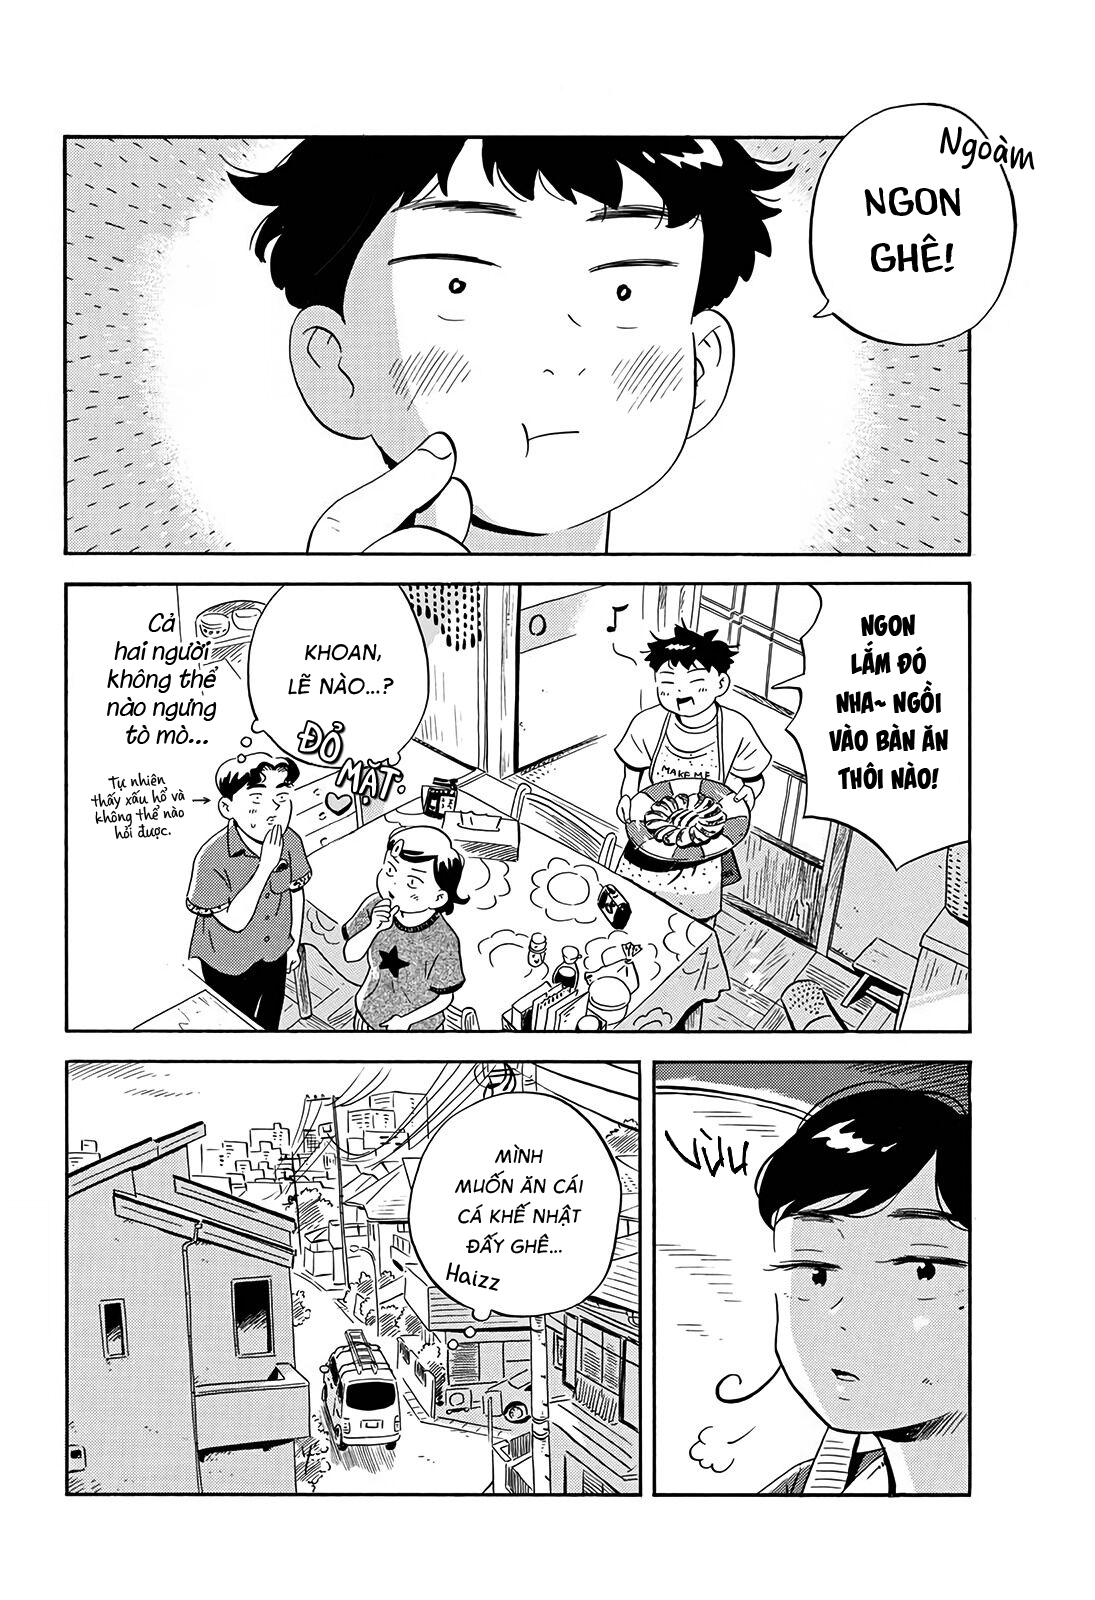 Ngoàm
NGON
GHÊ!
NGON
LẮM ĐÓ
NHA~ NGỒI
VÀO BÀN ĂN
THÔI NÀO!
MAKE ME
KHOAN,
LẼ NÀO...?
ĐỎ
MẶT
Cả
hai người
không thể
nào ngưng
tò mò...
Tự nhiên
thấy xấu hổ và
không thể nào
hỏi được.
VÙU
MÌNH
MUỐN ĂN CÁI
CÁ KHẾ NHẬT
ĐẤY GHÊ...
Haizz